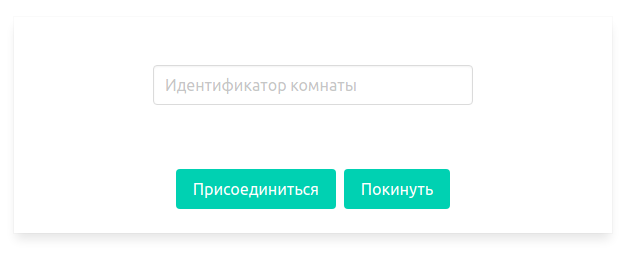 Идентификатор комнаты
Присоединиться Покинуть